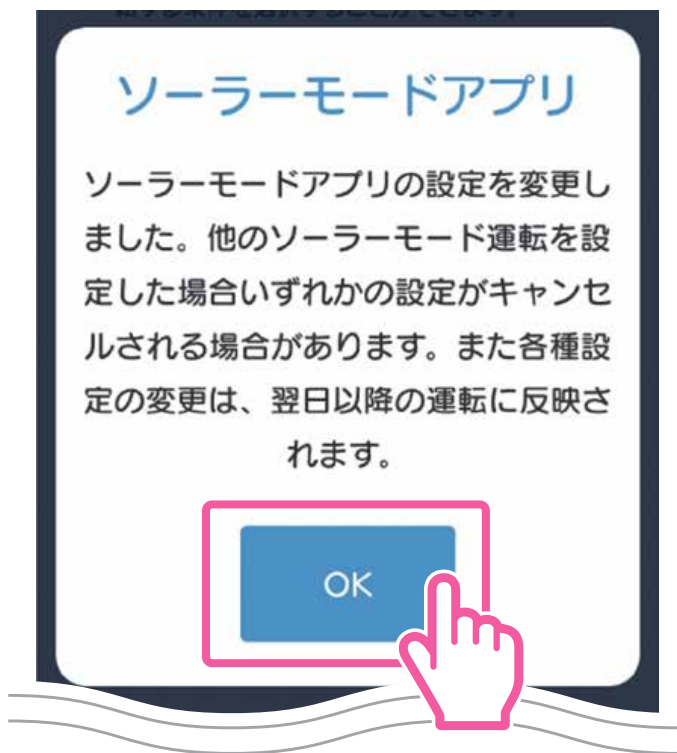 ソーラーモードアプリ
ソーラーモードアプリの設定を変更し
ました。他のソーラーモード運転を設
定した場合いずれかの設定がキャンセ
ルされる場合があります。また各種設
定の変更は、翌日以降の運転に反映さ
れます。
OK